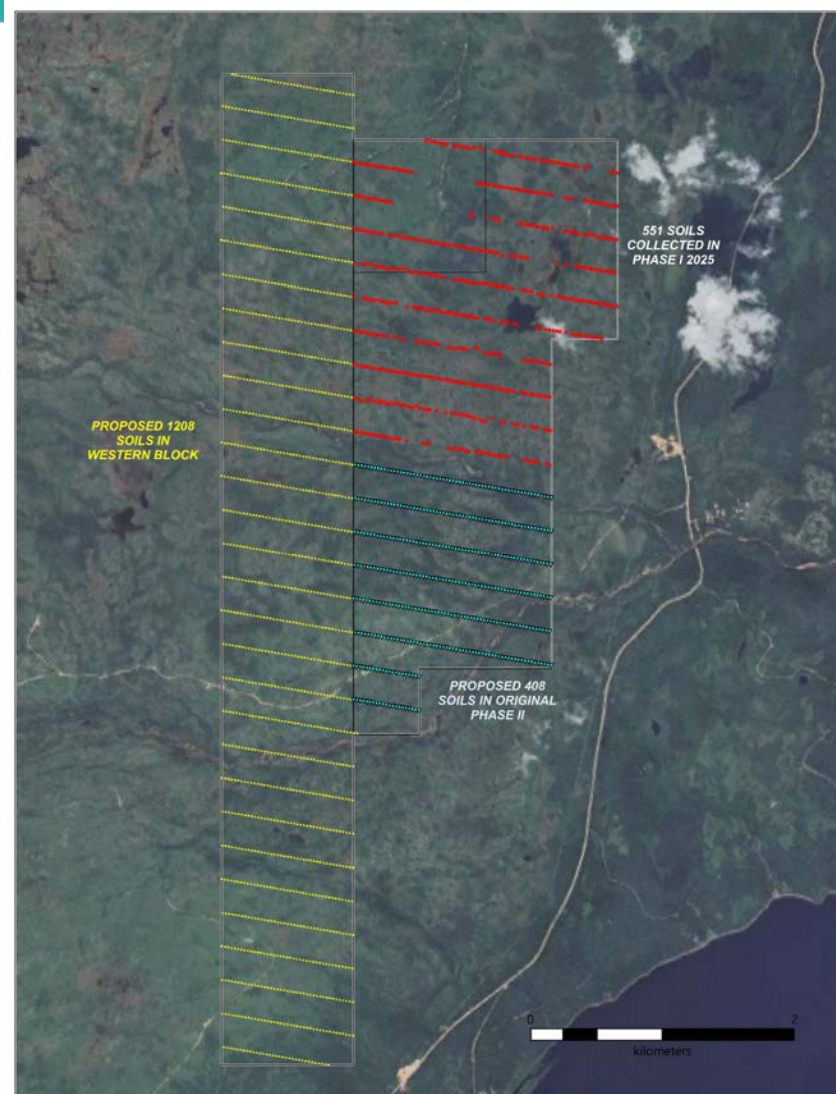 551 SOILS
COLLECTED IN
PHASE I 2025
PROPOSED 1208
SOILS IN
WESTERN BLOCK
PROPOSED 408
SOILS IN ORIGINAL
PHASE II
0 2
kilometers